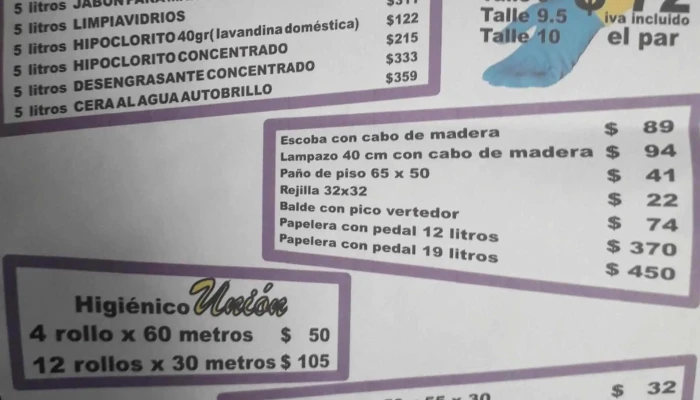 5 litros
5 litros LIMPIAVIDRIOS
5 litros HIPOCLORITO 40gr(lavandina doméstica) $122
5 litros HIPOCLORITO CONCENTRADO $215
5 litros DESENGRASANTE CONCENTRADO $333
5 litros CERA AL AGUA AUTOBRILLO $359
Talle 9.5
Talle 10
iva incluido
el par
Escoba con cabo de madera $ 89
Lampazo 40 cm con cabo de madera $ 94
Paño de piso 65 x 50 $ 41
Rejilla 32x32 $ 22
Balde con pico vertedor $ 74
Papelera con pedal 12 litros $ 370
Papelera con pedal 19 litros $ 450
Higiénico Unión
4 rollo x 60 metros $ 50
12 rollos x 30 metros $ 105
x 30 $ 32